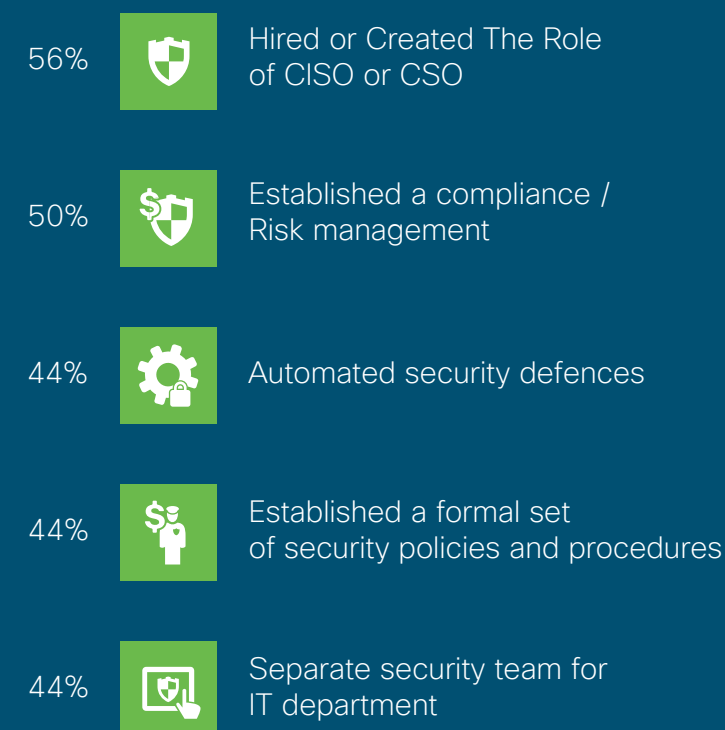 56%
Hired or Created The Role
of CISO or CSO
50%
Established a compliance /
Risk management
44%
Automated security defences
44%
Established a formal set
of security policies and procedures
44%
Separate security team for
IT department